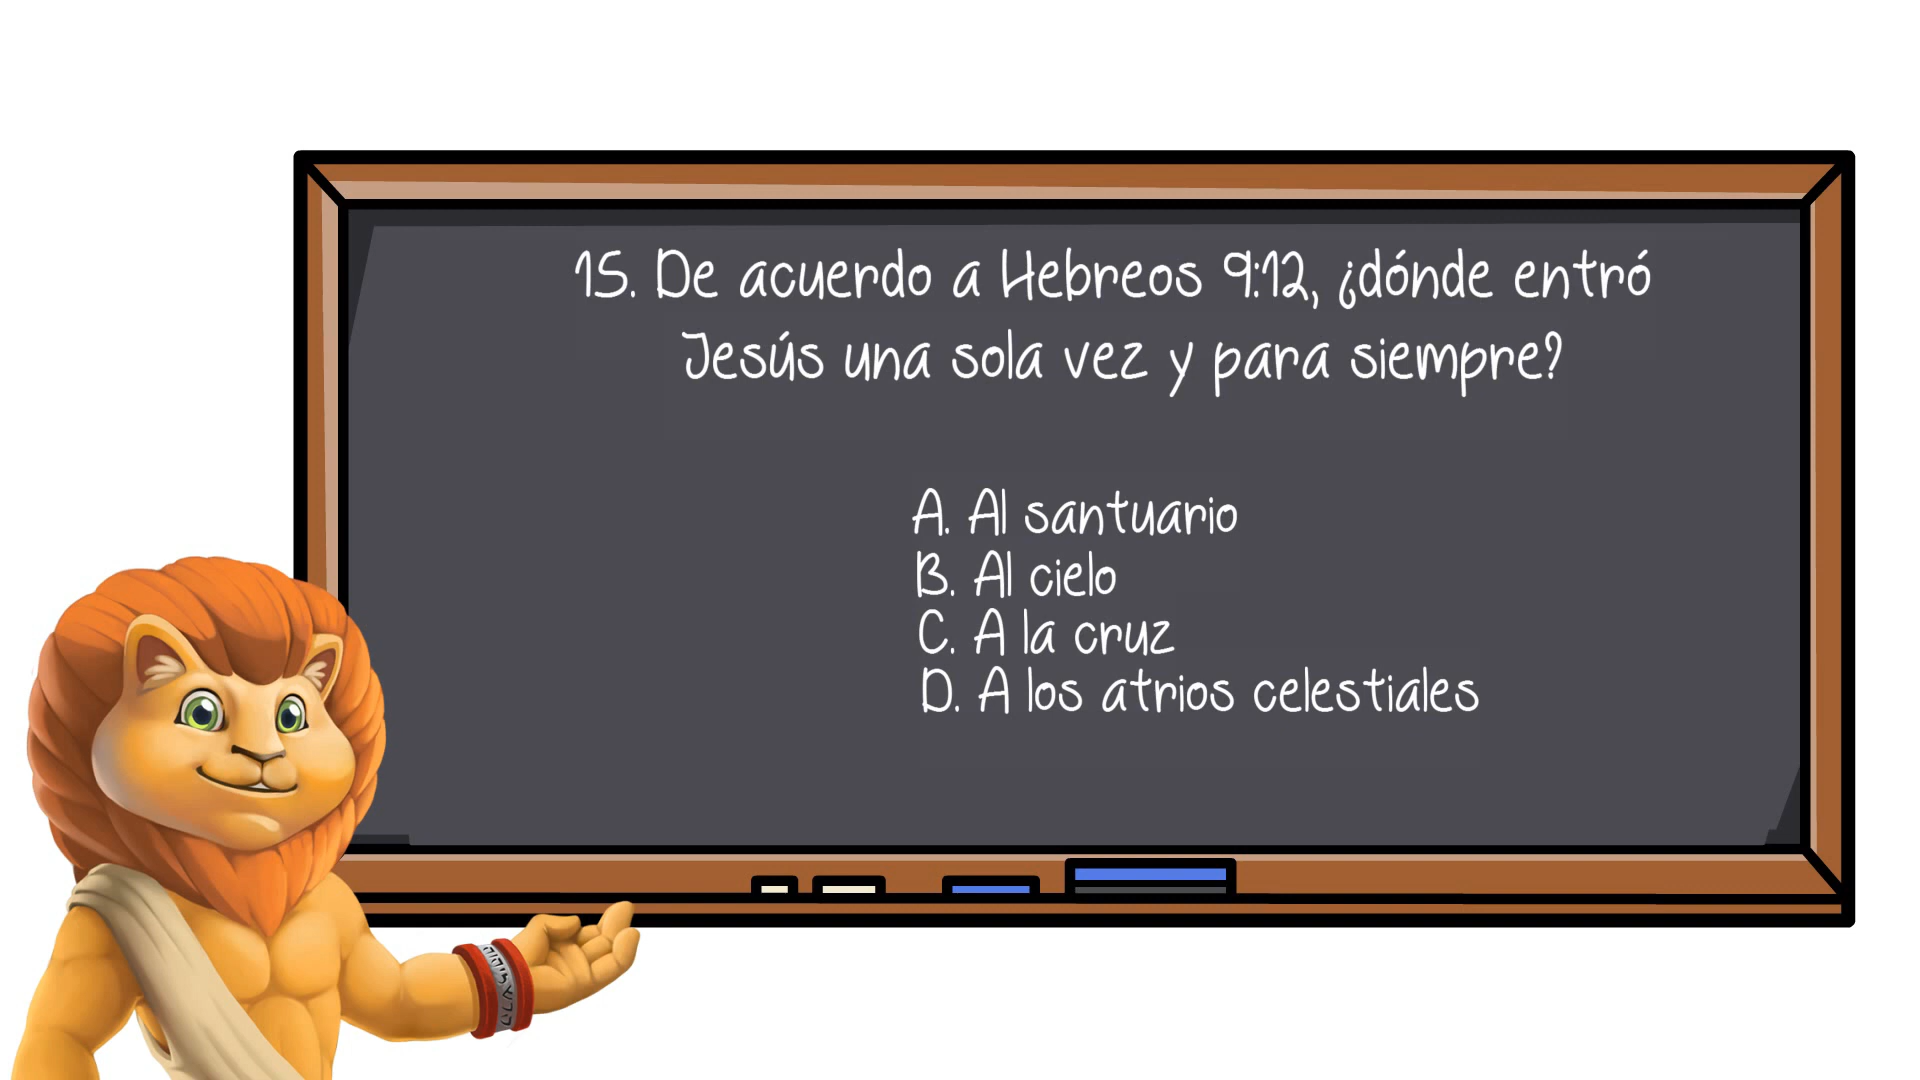 15. De acuerdo a Hebreos 9:12, ¿dónde entró
Jesús una sola vez y para siempre?
A. Al santuario
B. Al cielo
C. A la cruz
D. A los atrios celestiales